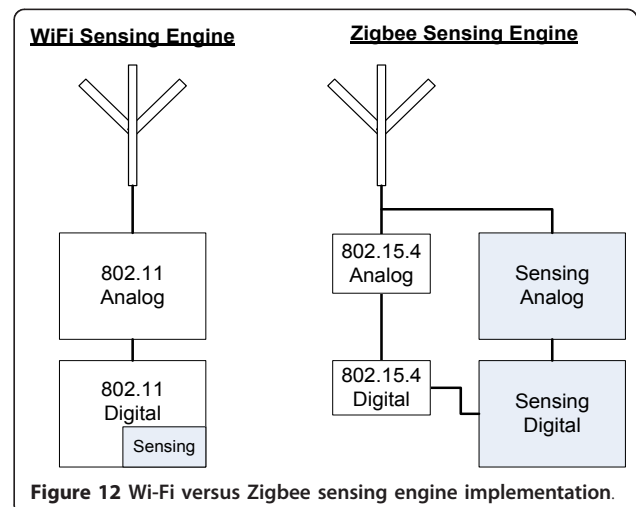 WiFi Sensing Engine
Zigbee Sensing Engine
802.11
Analog
802.11
Digital
Sensing
802.15.4
Analog
802.15.4
Digital
Sensing
Analog
Sensing
Digital
Figure 12 Wi-Fi versus Zigbee sensing engine implementation.